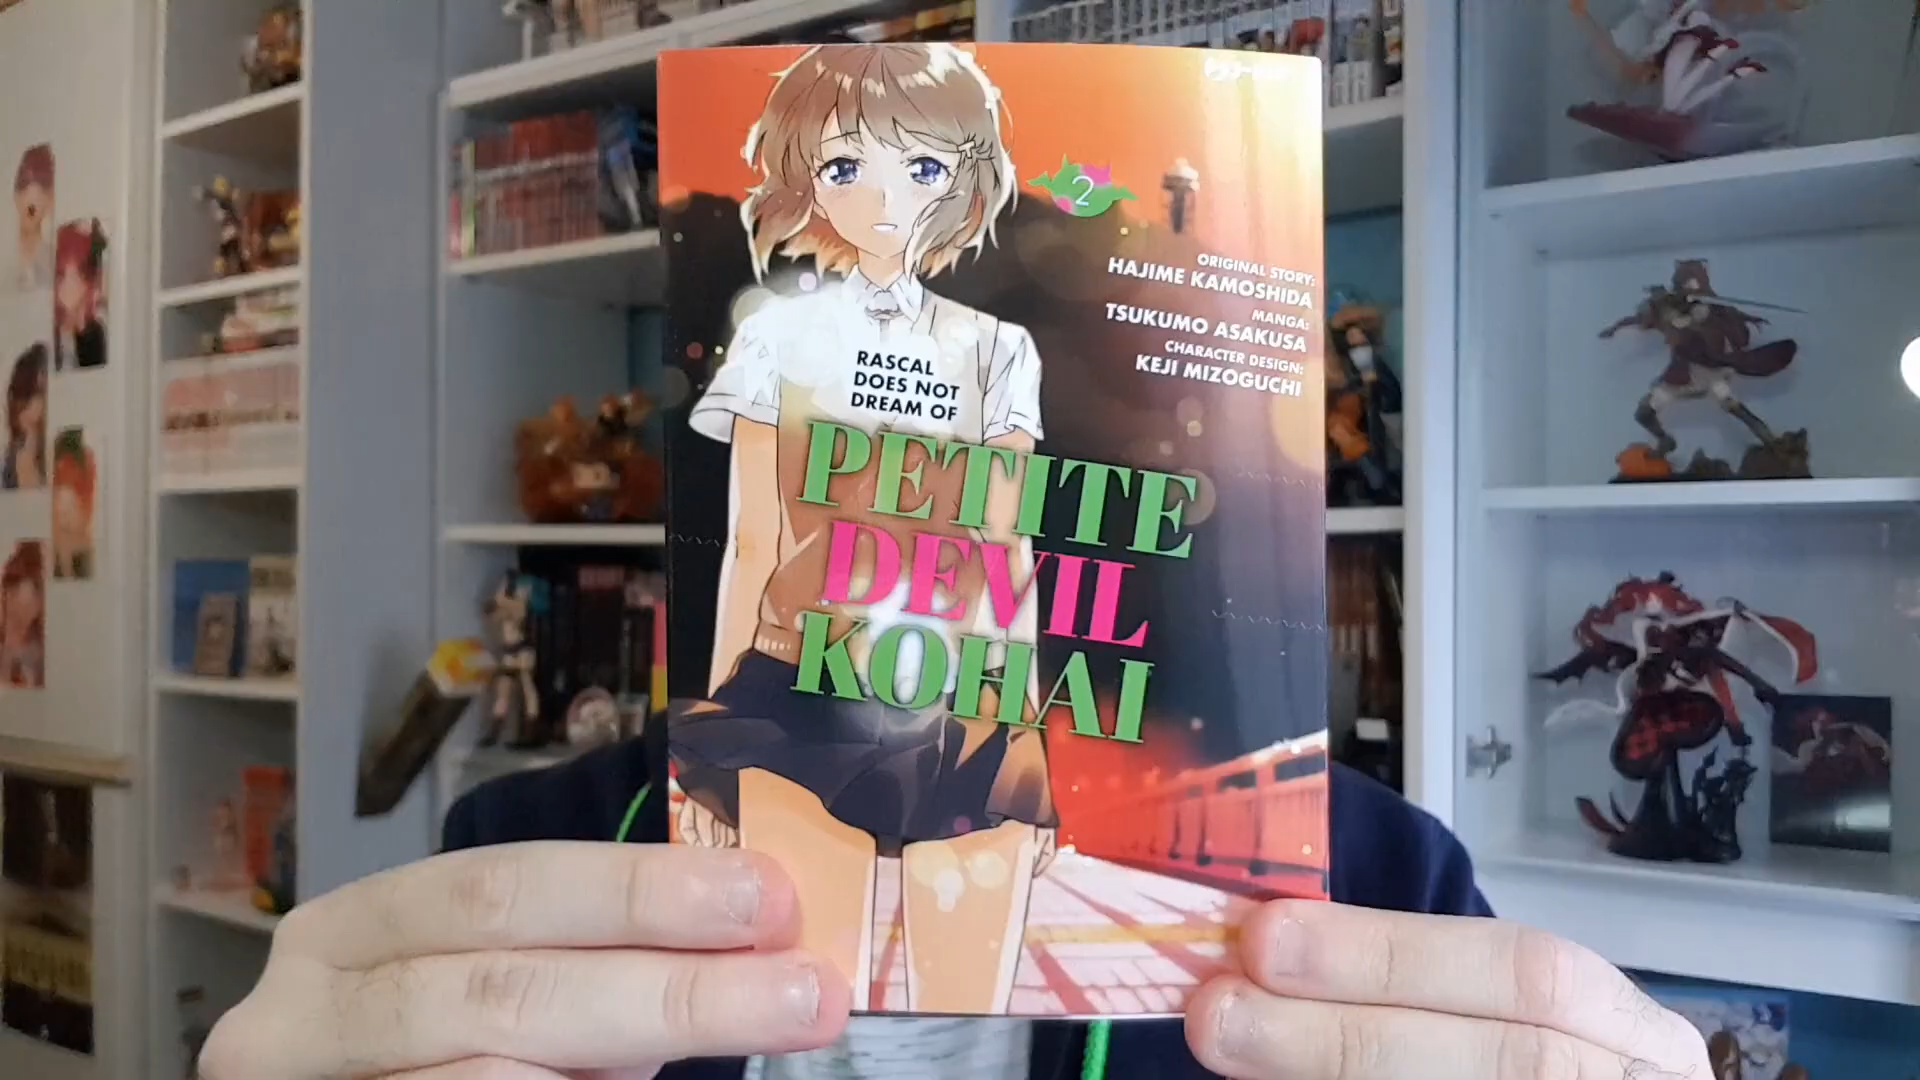 2
ORIGINAL STORY:
HAJIME KAMOSHIDA
MANGA:
TSUKUMO ASAKUSA
CHARACTER DESIGN:
KEJI MIZOGUCHI
RASCAL
DOES NOT
DREAM OF
PETITE
DEVIL
KOHAI